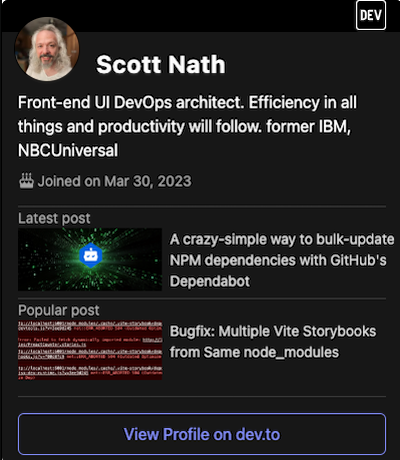 DEV
Scott Nath
Front-end UI DevOps architect. Efficiency in all
things and productivity will follow. former IBM,
NBCUniversal
Joined on Mar 30, 2023
Latest post
A crazy-simple way to bulk-update
NPM dependencies with GitHub's
Dependabot
Popular post
Bugfix: Multiple Vite Storybooks
from Same node_modules
View Profile on dev.to